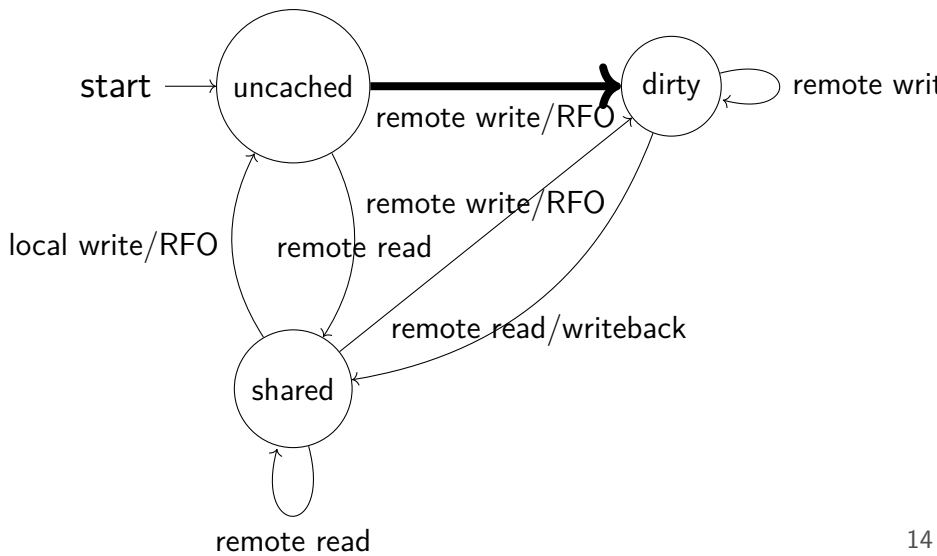 start
uncached
dirty
remote writ
remote write/RFO
remote write/RFO
local write/RFO
remote read
remote read/writeback
shared
remote read
14